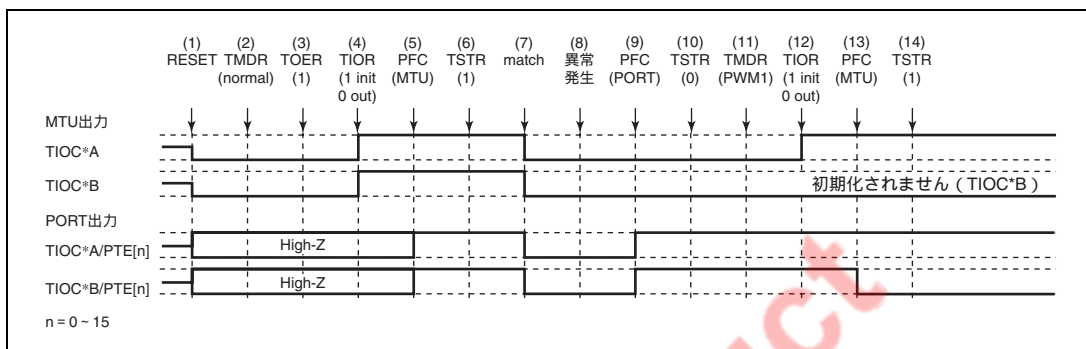 (1) (2) (3) (4) (5) (6) (7) (8) (9) (10) (11) (12) (13) (14)
RESET TMDR TOER TIOR PFC TSTR match 異常 PFC TSTR TMDR TIOR PFC TSTR
(normal) (1) (1 init (MTU) (1) 発生 (PORT) (0) (PWM1) (1 init (MTU) (1)
0 out) 0 out)
MTU出力
TIOC*A
TIOC*B 初期化されません（TIOC*B）
PORT出力
TIOC*A/PTE[n] High-Z
TIOC*B/PTE[n] High-Z
n = 0 ~ 15